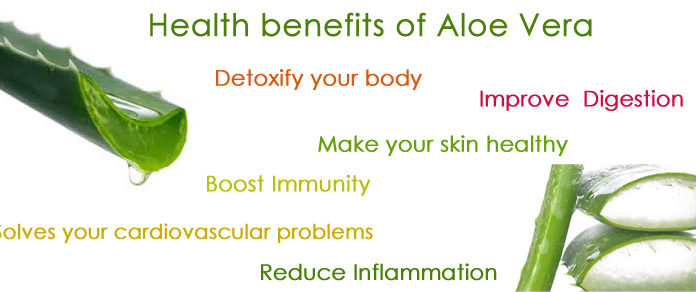 Health benefits of Aloe Vera
Detoxify your body
Improve Digestion
Make your skin healthy
Boost Immunity
Solves your cardiovascular problems
Reduce Inflammation